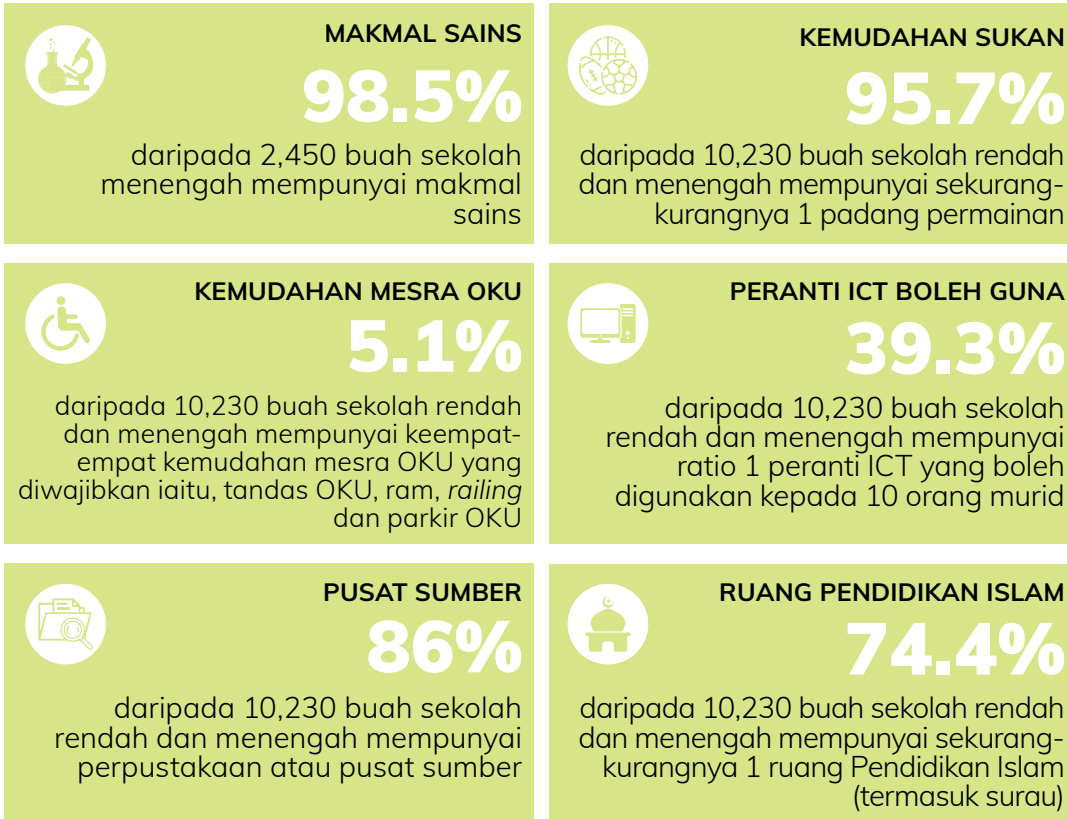 MAKMAL SAINS
98.5%
daripada 2,450 buah sekolah
menengah mempunyai makmal
sains
KEMUDAHAN SUKAN
95.7%
daripada 10,230 buah sekolah rendah
dan menengah mempunyai sekurang-
kurangnya 1 padang permainan
KEMUDAHAN MESRA OKU
5.1%
daripada 10,230 buah sekolah rendah
dan menengah mempunyai keempat-
empat kemudahan mesra OKU yang
diwajibkan iaitu, tandas OKU, ram, railing
dan parkir OKU
PERANTI ICT BOLEH GUNA
39.3%
daripada 10,230 buah sekolah
rendah dan menengah mempunyai
ratio 1 peranti ICT yang boleh
digunakan kepada 10 orang murid
PUSAT SUMBER
86%
daripada 10,230 buah sekolah
rendah dan menengah mempunyai
perpustakaan atau pusat sumber
RUANG PENDIDIKAN ISLAM
74.4%
daripada 10,230 buah sekolah rendah
dan menengah mempunyai sekurang-
kurangnya 1 ruang Pendidikan Islam
(termasuk surau)